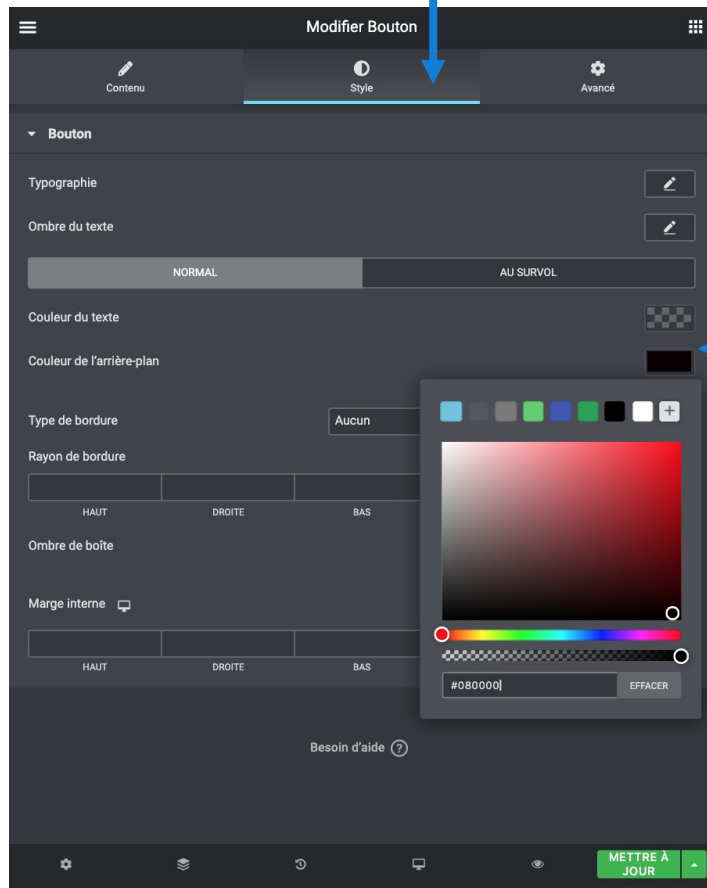 Modifier Bouton
Contenu
Style
Avancé
Bouton
Typographie
Ombre du texte
NORMAL
AU SURVOL
Couleur du texte
Couleur de l'arrière-plan
Type de bordure
Aucun
Rayon de bordure
HAUT
DROITE
BAS
Ombre de boîte
Marge interne
HAUT
DROITE
BAS
#080000
EFFACER
Besoin d'aide ?
METTRE À
JOUR